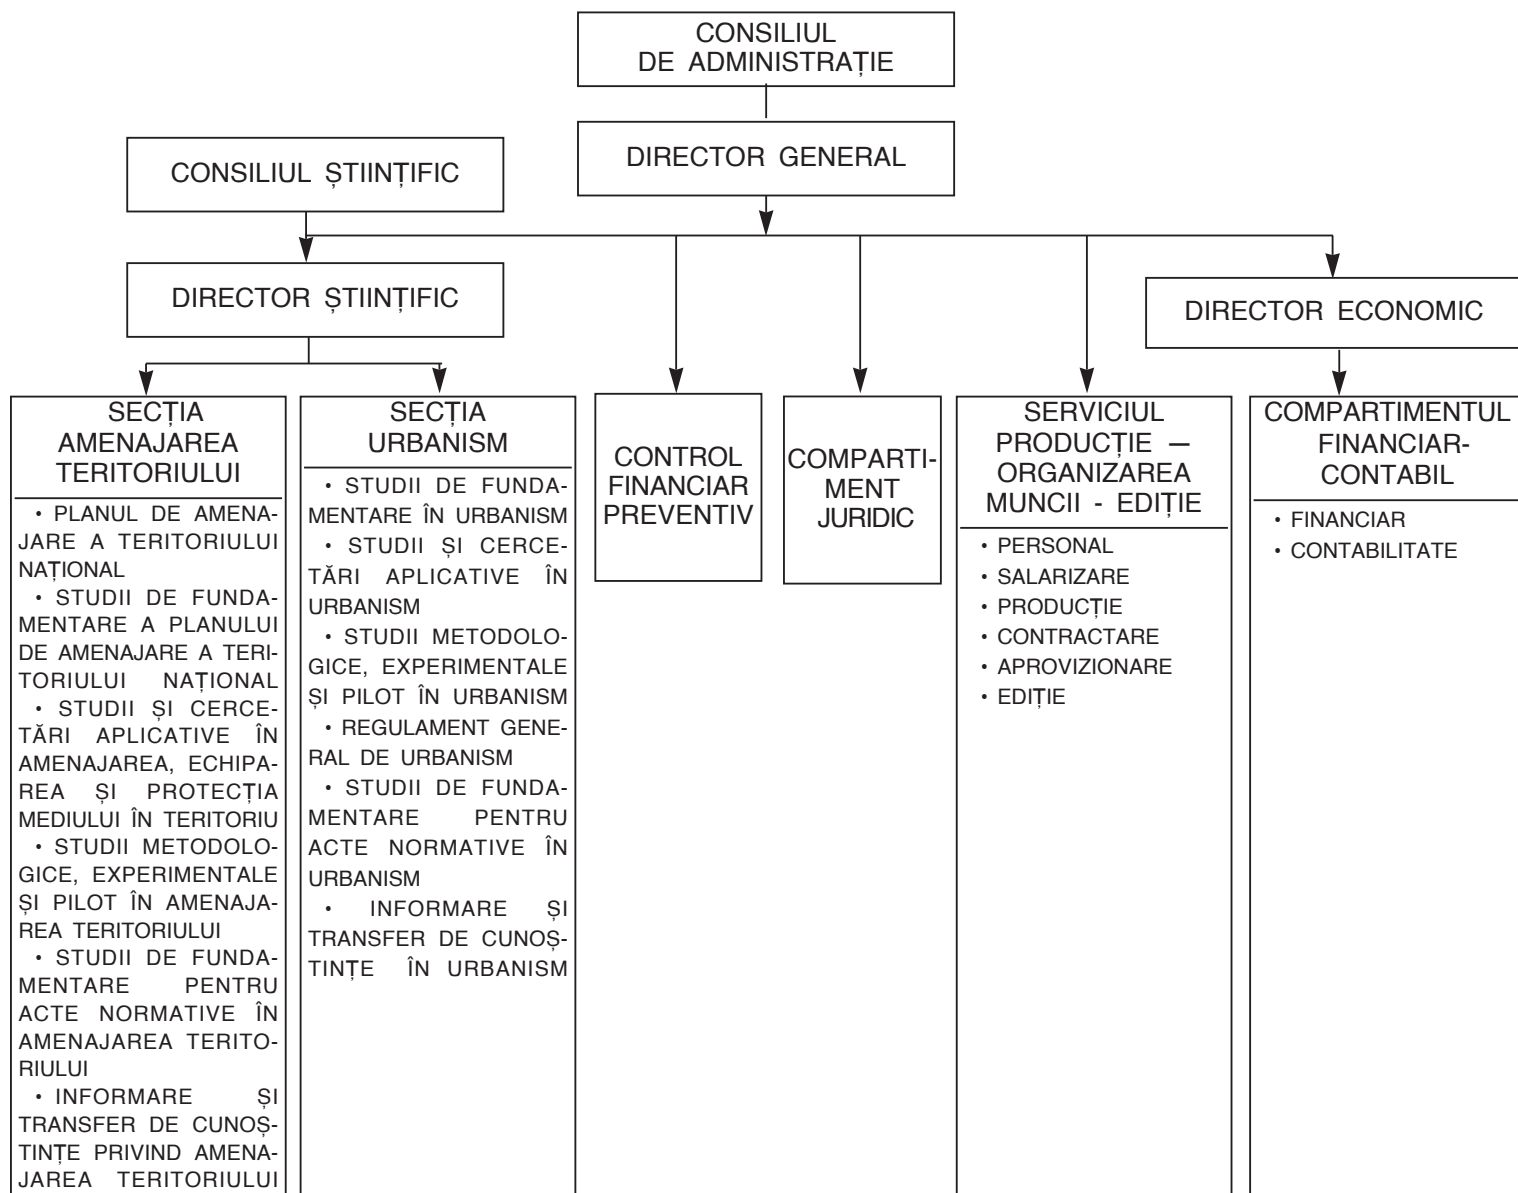 CONSILIUL
DE ADMINISTRAȚIE
DIRECTOR GENERAL
CONSILIUL ȘTIINȚIFIC
DIRECTOR ȘTIINȚIFIC
DIRECTOR ECONOMIC
SECȚIA
AMENAJAREA
TERITORIULUI
• PLANUL DE AMENA-
JARE A TERITORIULUI
NAȚIONAL
• STUDII DE FUNDA-
MENTARE A PLANULUI
DE AMENAJARE A TERI-
TORIULUI NAȚIONAL
• STUDII ȘI CERCE-
TĂRI APLICATIVE ÎN
AMENAJAREA, ECHIPA-
REA ȘI PROTECȚIA
MEDIULUI ÎN TERITORIU
• STUDII METODOLO-
GICE, EXPERIMENTALE
ȘI PILOT ÎN AMENAJA-
REA TERITORIULUI
• STUDII DE FUNDA-
MENTARE PENTRU
ACTE NORMATIVE ÎN
AMENAJAREA TERITO-
RIULUI
• INFORMARE ȘI
TRANSFER DE CUNOȘ-
TINȚE PRIVIND AMENA-
JAREA TERITORIULUI
SECȚIA
URBANISM
• STUDII DE FUNDA-
MENTARE ÎN URBANISM
• STUDII ȘI CERCE-
TĂRI APLICATIVE ÎN
URBANISM
• STUDII METODOLO-
GICE, EXPERIMENTALE
ȘI PILOT ÎN URBANISM
• REGULAMENT GENE-
RAL DE URBANISM
• STUDII DE FUNDA-
MENTARE PENTRU
ACTE NORMATIVE ÎN
URBANISM
• INFORMARE ȘI
TRANSFER DE CUNOȘ-
TINȚE ÎN URBANISM
CONTROL
FINANCIAR
PREVENTIV
COMPARTI-
MENT
JURIDIC
SERVICIUL
PRODUCȚIE —
ORGANIZAREA
MUNCII - EDIȚIE
• PERSONAL
• SALARIZARE
• PRODUCȚIE
• CONTRACTARE
• APROVIZIONARE
• EDIȚIE
COMPARTIMENTUL
FINANCIAR-
CONTABIL
• FINANCIAR
• CONTABILITATE